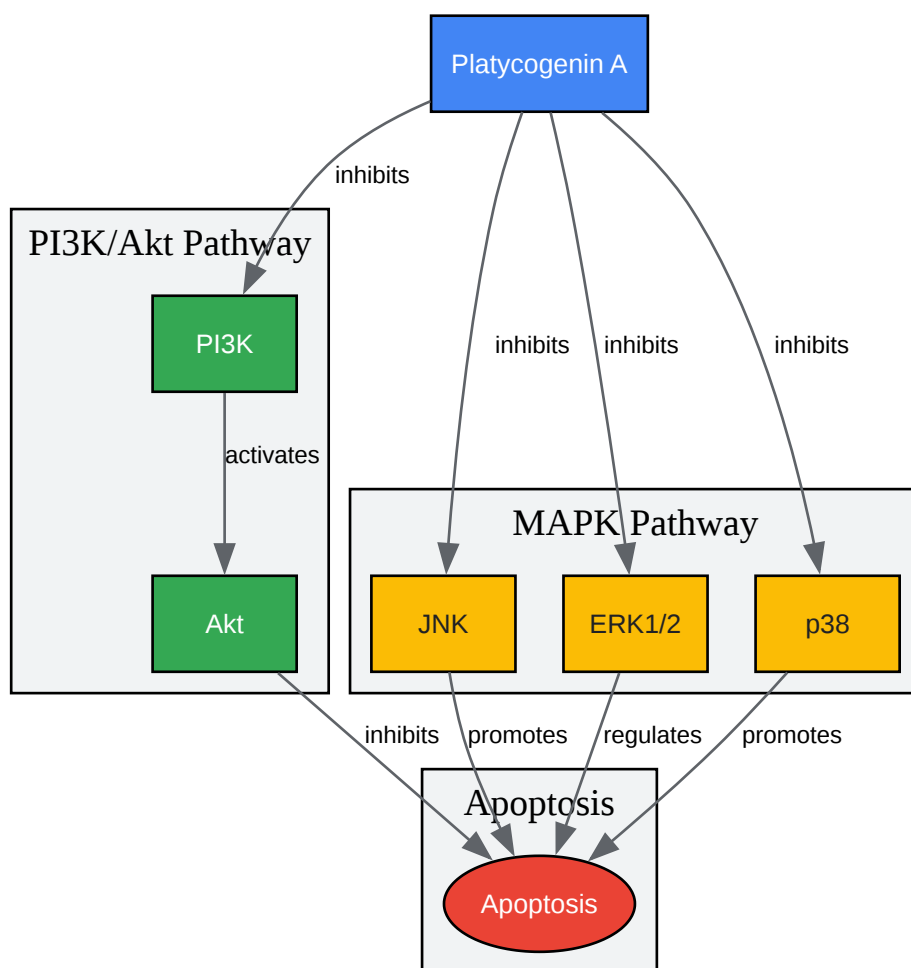 Platycogenin A
inhibits
PI3K/Akt Pathway
PI3K
inhibits
inhibits
inhibits
activates
MAPK Pathway
Akt
JNK
ERK1/2
p38
inhibits
promotes
regulates
promotes
Apoptosis
Apoptosis